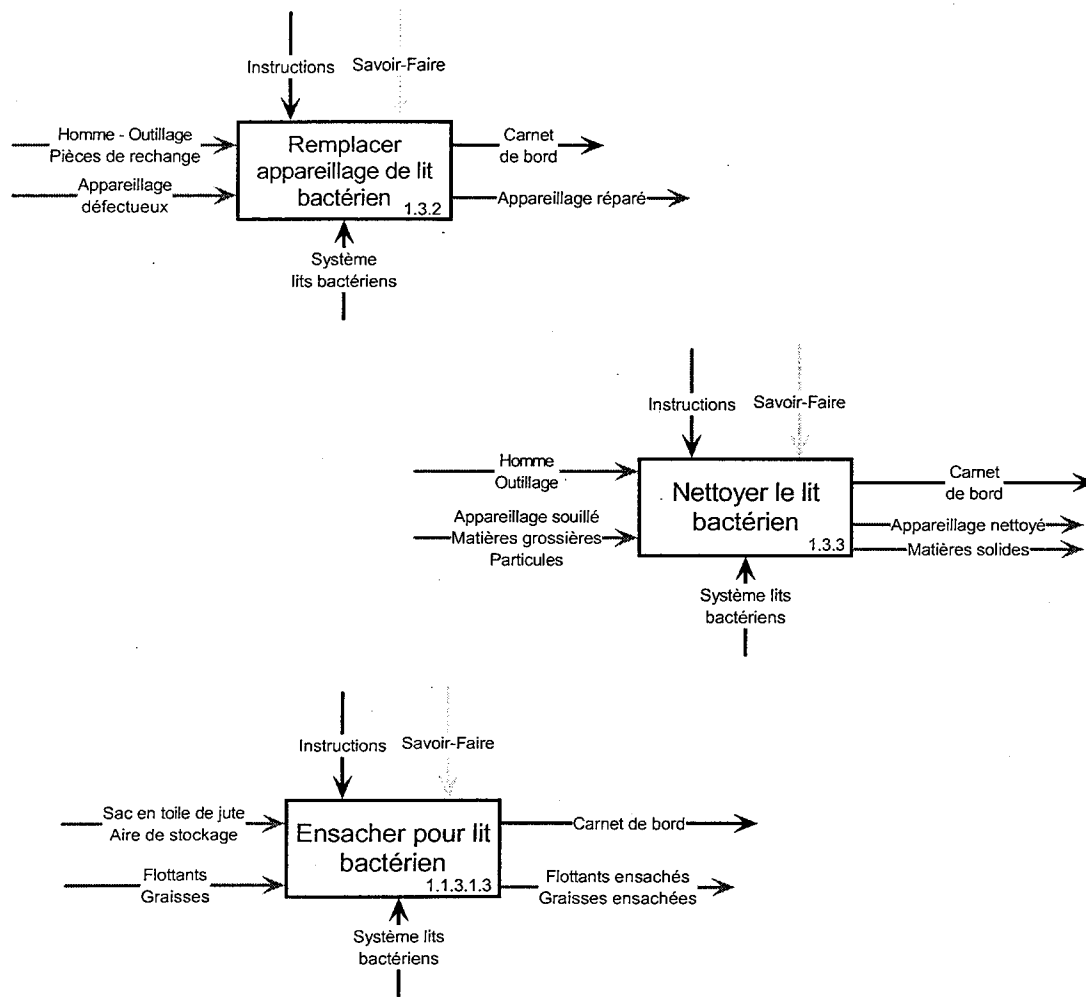 Instructions
Savoir-Faire
Homme - Outillage
Pièces de rechange
Appareillage
défectueux
Remplacer
appareillage de lit
bactérien
1.3.2
Carnet
de bord
Appareillage réparé
Système
lits bactériens
Instructions
Savoir-Faire
Homme
Outillage
Appareillage souillé
Matières grossières
Particules
Nettoyer le lit
bactérien
1.3.3
Carnet
de bord
Appareillage nettoyé
Matières solides
Système lits
bactériens
Instructions
Savoir-Faire
Sac en toile de jute
Aire de stockage
Flottants
Graisses
Ensacher pour lit
bactérien
1.1.3.1.3
Carnet de bord
Flottants ensachés
Graisses ensachées
Système lits
bactériens